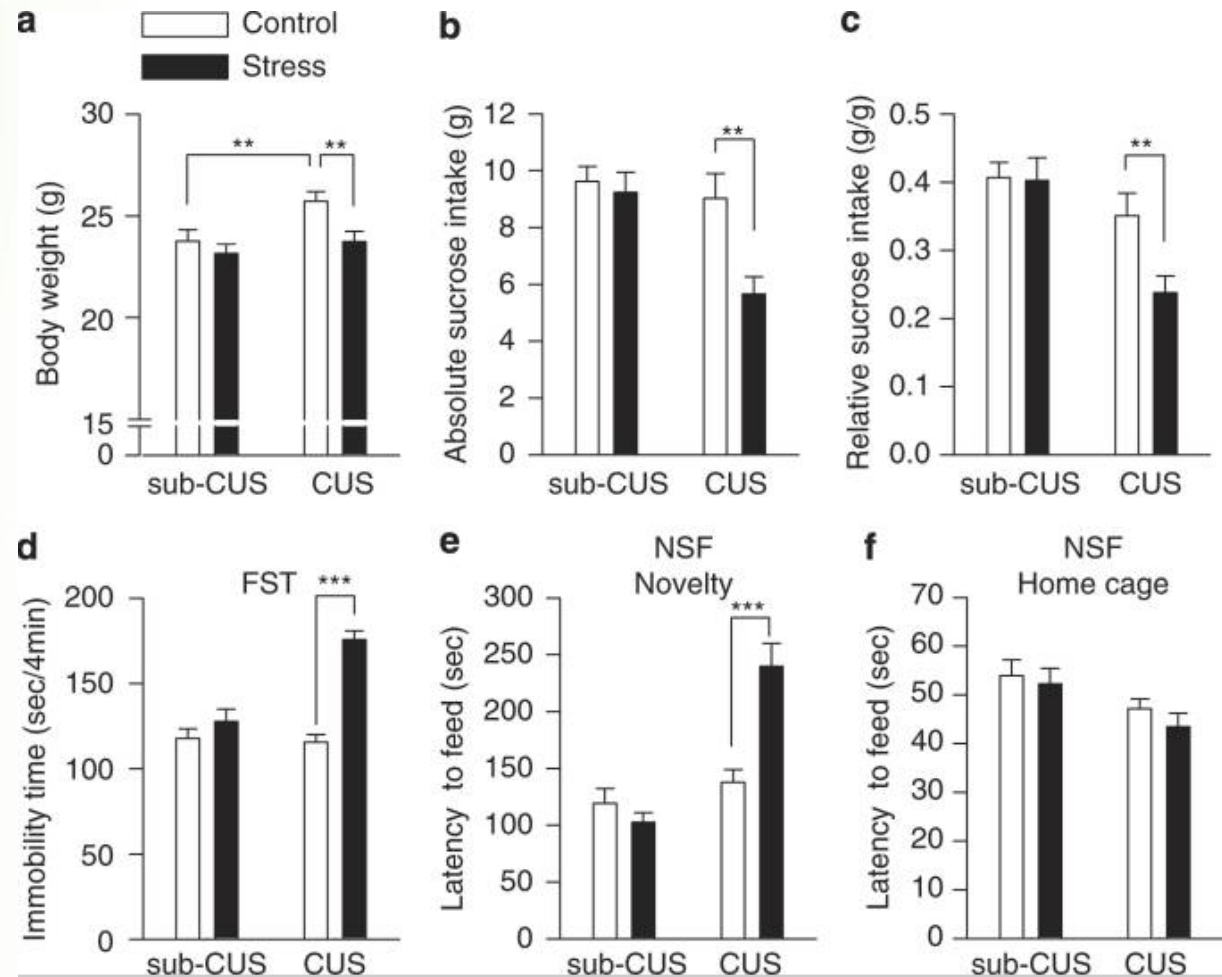 a
Control
Stress
Body weight (g)
30
25
20
15
0
**
**
sub-CUS CUS
b
Absolute sucrose intake (g)
12
10
8
6
4
2
0
**
sub-CUS CUS
c
Relative sucrose intake (g/g)
0.5
0.4
0.3
0.2
0.1
0.0
**
sub-CUS CUS
d
FST
Immobility time (sec/4min)
200
150
100
50
0
***
sub-CUS CUS
e
NSF
Novelty
Latency to feed (sec)
300
250
200
150
100
50
0
***
sub-CUS CUS
f
NSF
Home cage
Latency to feed (sec)
70
60
50
40
30
20
10
0
sub-CUS CUS